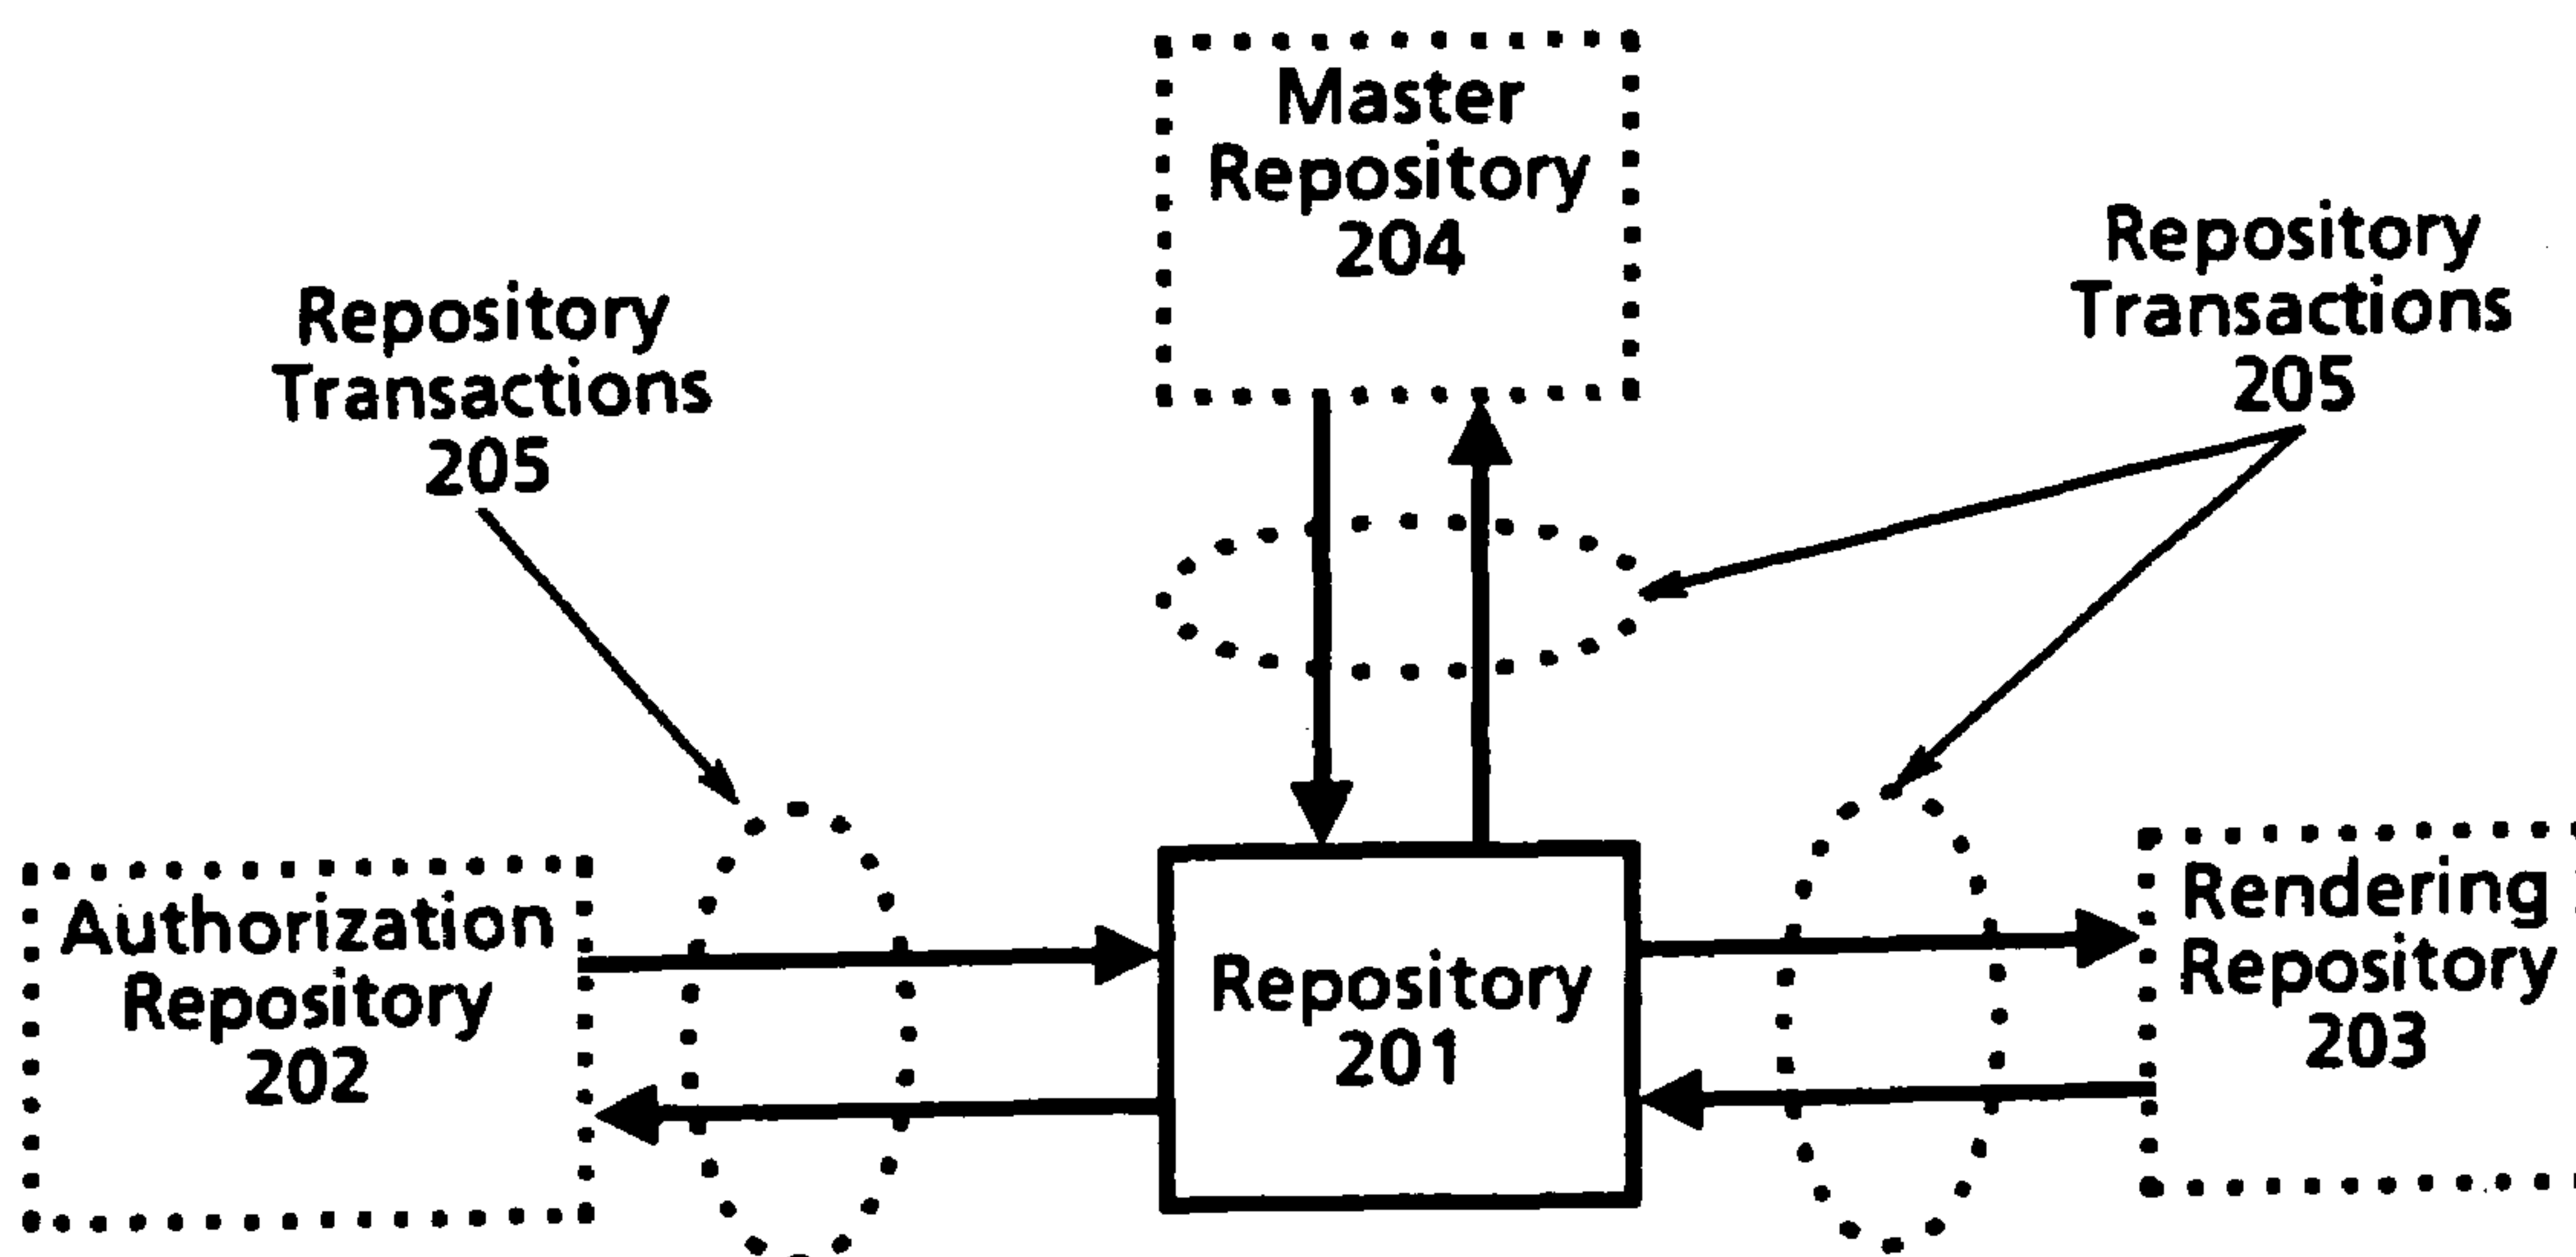 Master
Repository
204
Repository
Transactions
205
Repository
Transactions
205
Authorization
Repository
202
Repository
201
Rendering
Repository
203